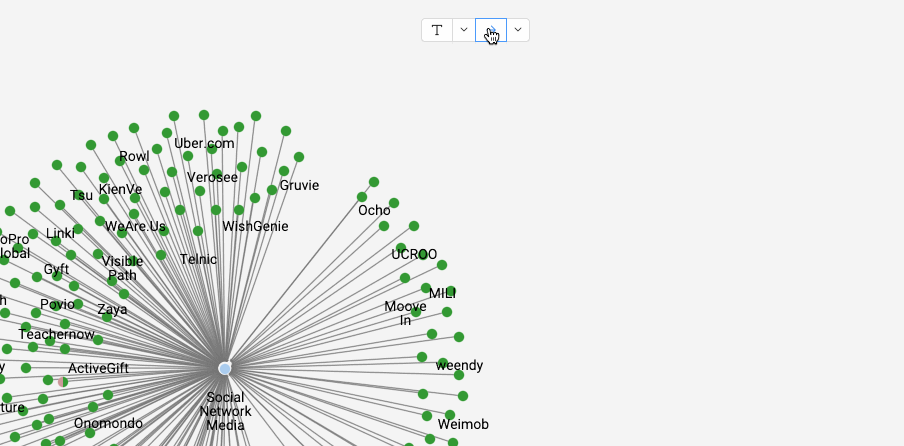 T
Uber.com
Rowl
Verosee
KienVe
Gruvie
Tsu
Ocho
WeAre.Us
WishGenie
Linki
oPro
lobal
UCROO
Visible
Path
Telnic
Gyft
MILI
h
Povio
Zaya
Moove
In
Teachernow
y
ActiveGift
weendy
ture
Social
Network
Media
Onomondo
Weimob